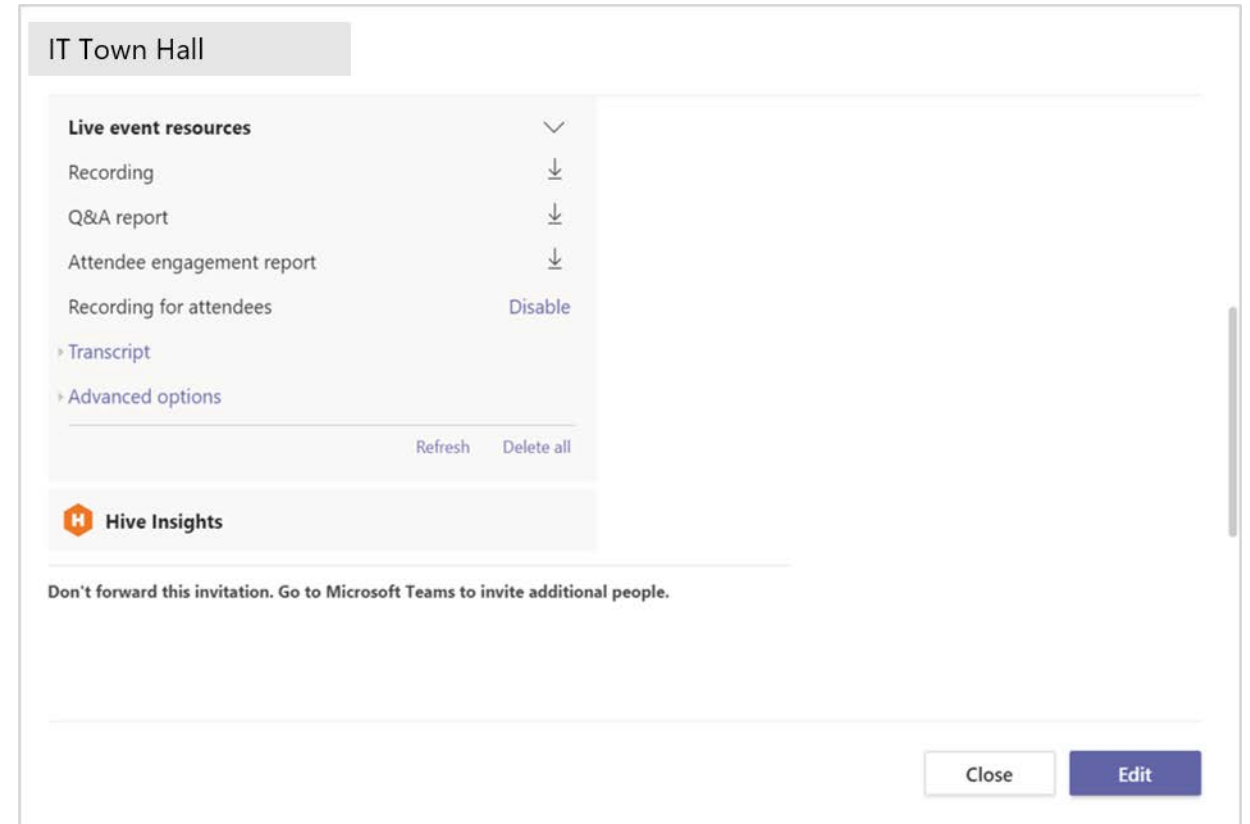 IT Town Hall
Live event resources
Recording
Q&A report
Attendee engagement report
Recording for attendees Disable
Transcript
Advanced options
Refresh Delete all
H Hive Insights
Don't forward this invitation. Go to Microsoft Teams to invite additional people.
Close Edit